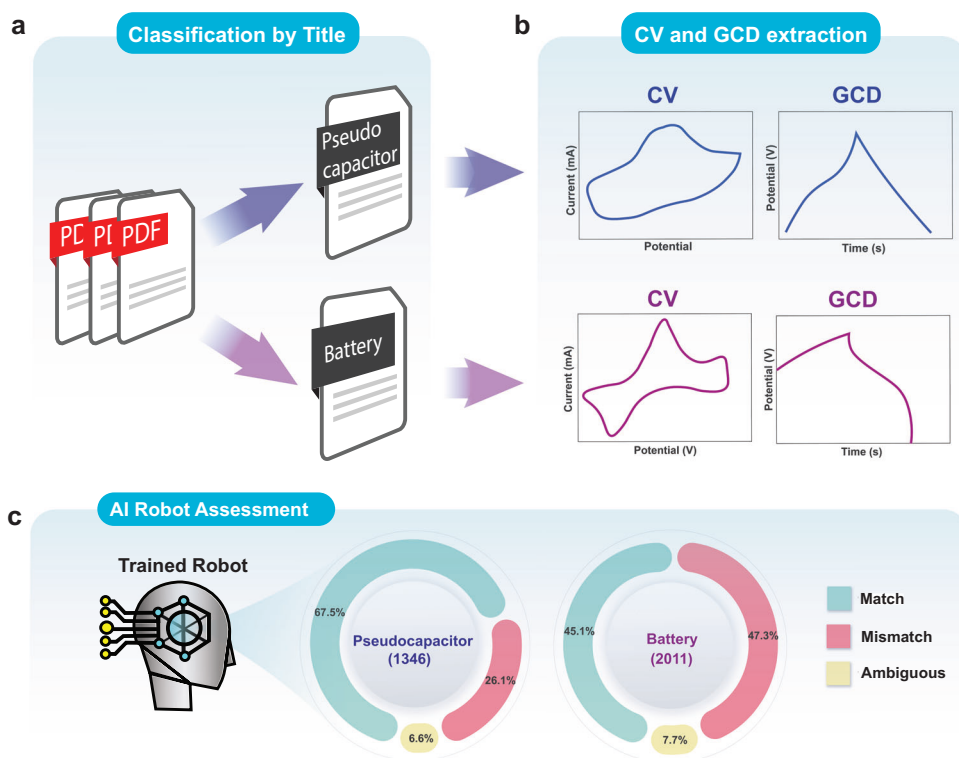 a
Classification by Title
PD
PD
PDF
Pseudo
capacitor
Battery
b
CV and GCD extraction
CV
Current (mA)
Potential
GCD
Potential (V)
Time (s)
CV
Current (mA)
Potential (V)
GCD
Potential (V)
Time (s)
c
AI Robot Assessment
Trained Robot
67.5%
Pseudocapacitor
(1346)
26.1%
6.6%
45.1%
Battery
(2011)
47.3%
7.7%
Match
Mismatch
Ambiguous